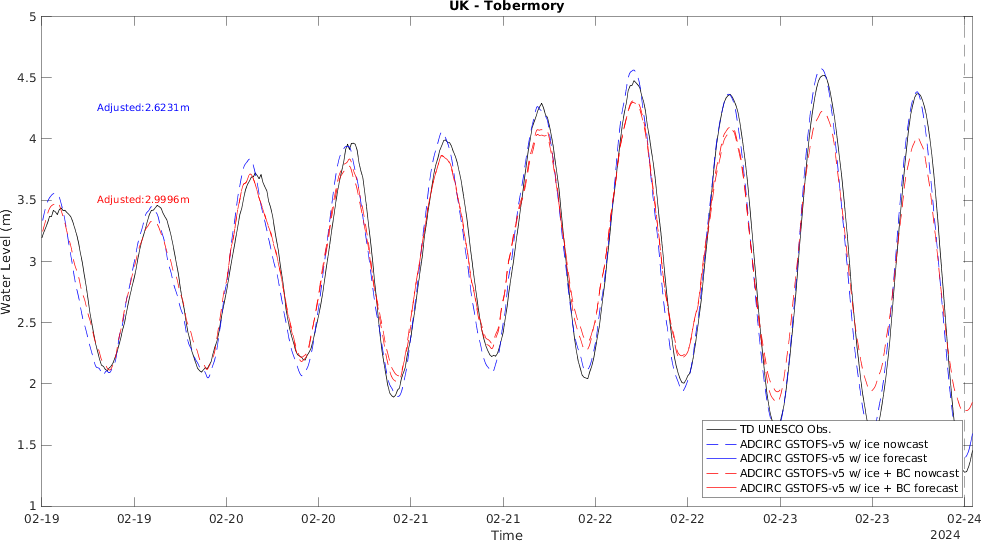 UK - Tobermory
5
4.5
4
3.5
3
2.5
2
1.5
1
Water Level (m)
Adjusted:2.6231m
Adjusted:2.9996m
TD UNESCO Obs.
ADCIRC GSTOFS-v5 w/ ice nowcast
ADCIRC GSTOFS-v5 w/ ice forecast
ADCIRC GSTOFS-v5 w/ ice + BC nowcast
ADCIRC GSTOFS-v5 w/ ice + BC forecast
02-19 02-19 02-20 02-20 02-21 02-21 02-22 02-22 02-23 02-23 02-24
2024
Time